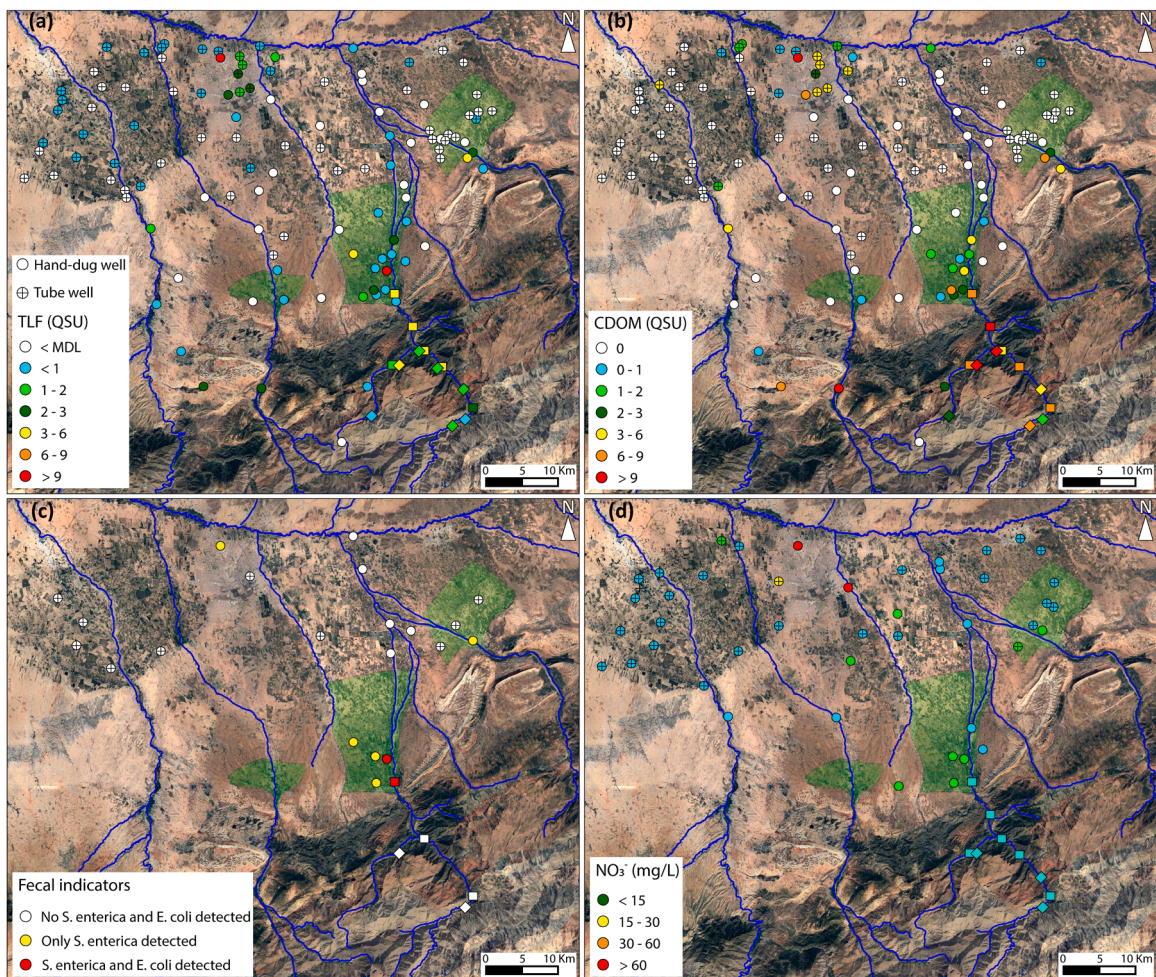 (a)
N
Hand-dug well
Tube well
TLF (QSU)
< MDL
< 1
1 - 2
2 - 3
3 - 6
6 - 9
> 9
0 5 10 Km
(b)
N
CDOM (QSU)
0
0 - 1
1 - 2
2 - 3
3 - 6
6 - 9
> 9
0 5 10 Km
(c)
N
Fecal indicators
No S. enterica and E. coli detected
Only S. enterica detected
S. enterica and E. coli detected
0 5 10 Km
(d)
N
NO₃⁻ (mg/L)
< 15
15 - 30
30 - 60
> 60
0 5 10 Km